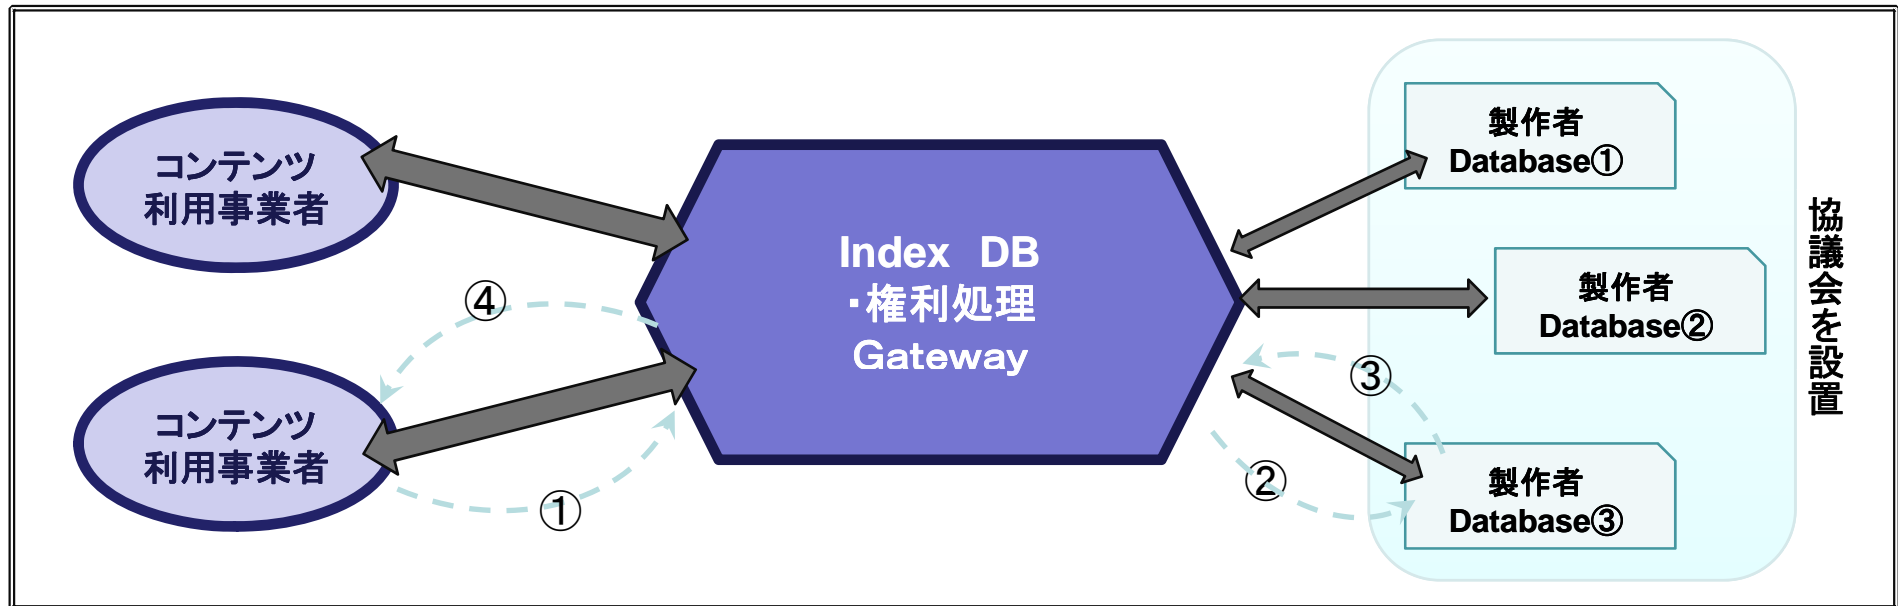 コンテンツ
利用事業者
コンテンツ
利用事業者
④
①
Index　DB
・権利処理
Gateway
③
②
製作者
Database①
製作者
Database②
製作者
Database③
協議会を設置